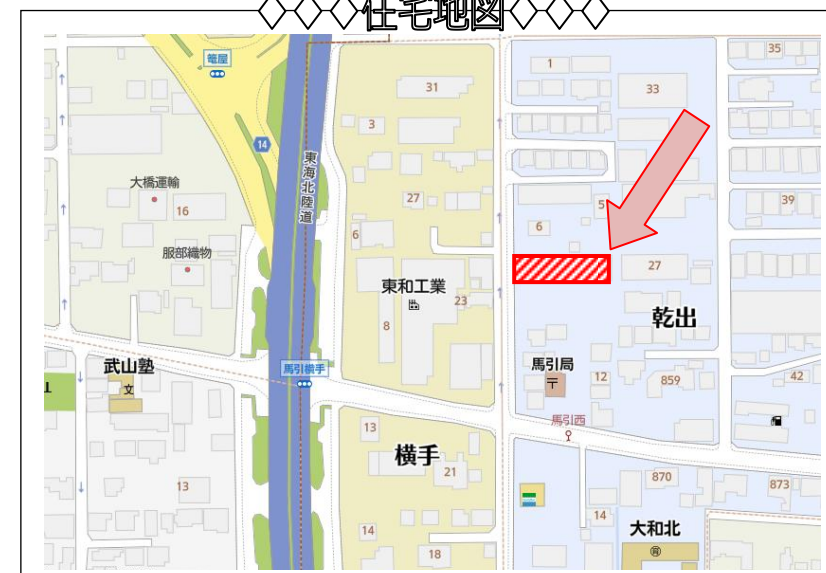 ◇◇◇住宅地図◇◇◇
篭屋
31
1
33
35
3
14
東海北陸道
大橋運輸
16
27
6
5
6
39
服部織物
27
東和工業
23
8
乾出
武山塾
文
馬引横手
馬引局
〒
12
859
42
馬引西
13
横手
21
13
870
873
14
大和北
14
18